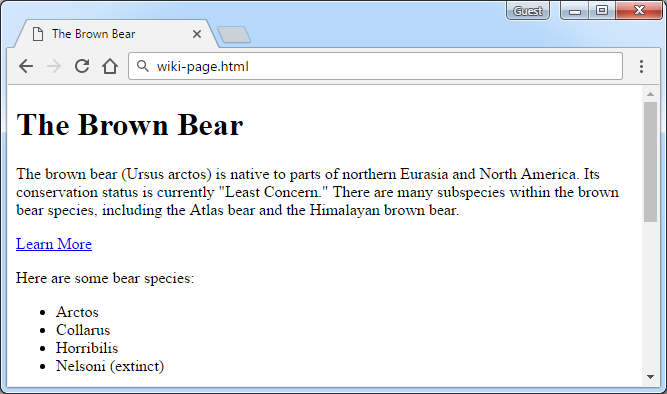 Guest
The Brown Bear
wiki-page.html
The Brown Bear
The brown bear (Ursus arctos) is native to parts of northern Eurasia and North America. Its
conservation status is currently "Least Concern." There are many subspecies within the brown
bear species, including the Atlas bear and the Himalayan brown bear.
Learn More
Here are some bear species:
Arctos
Collarus
Horribilis
Nelsoni (extinct)